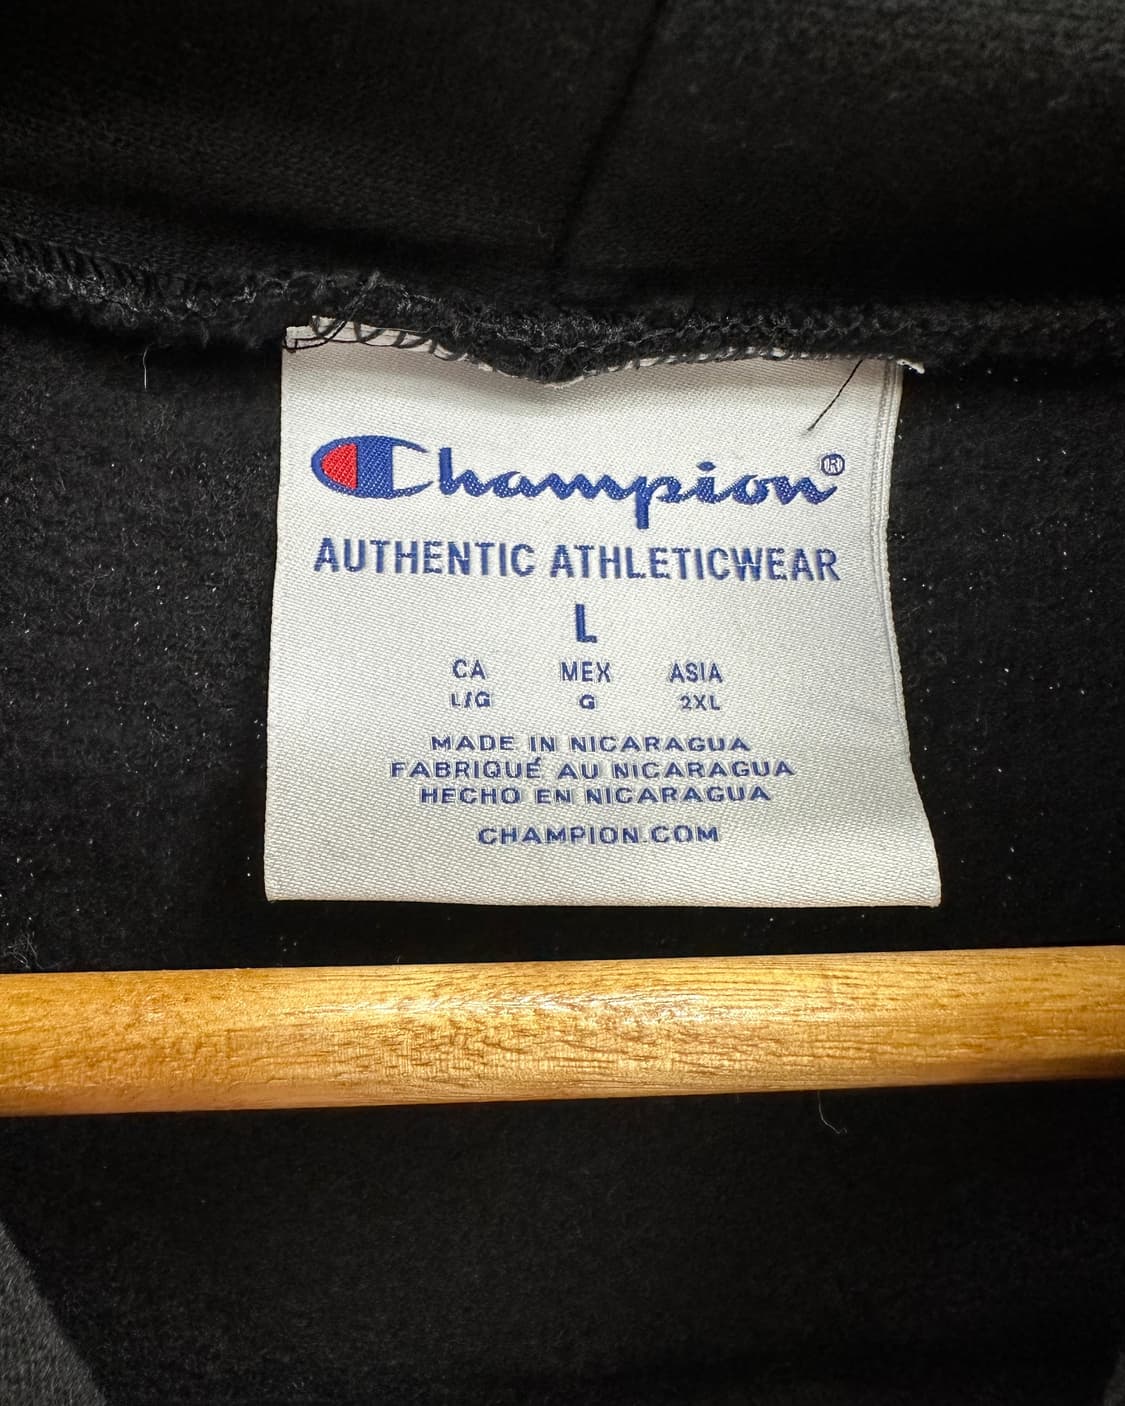 Champion®
AUTHENTIC ATHLETICWEAR
L
CA MEX ASIA
L/G G 2XL
MADE IN NICARAGUA
FABRIQUÉ AU NICARAGUA
HECHO EN NICARAGUA
CHAMPION.COM